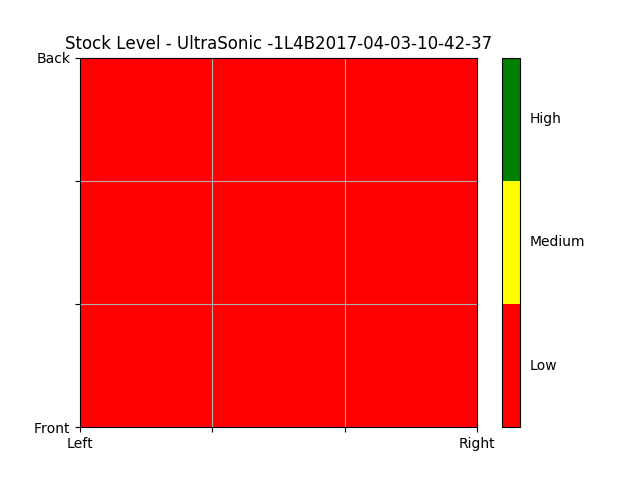 Stock Level - UltraSonic -1L4B2017-04-03-10-42-37
Back
High
Medium
Low
Front
Left
Right